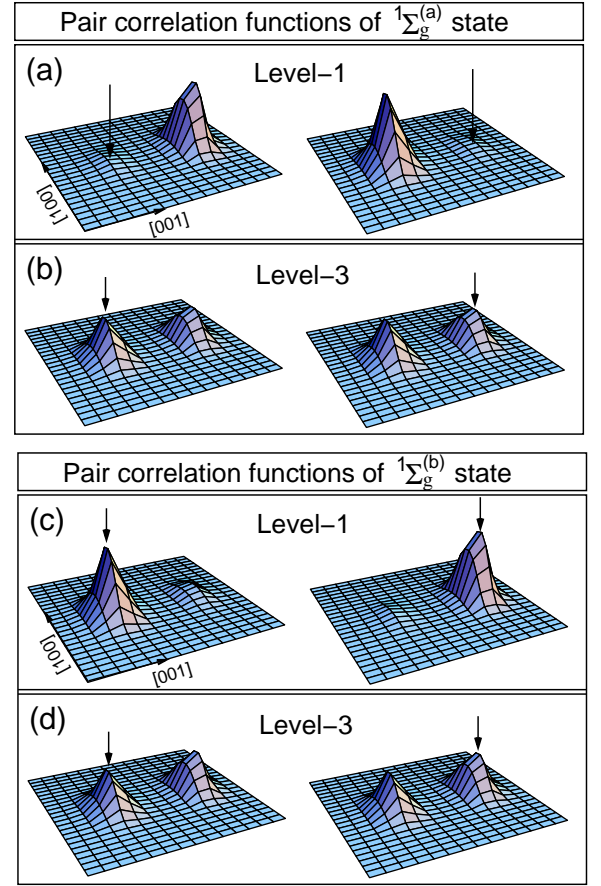 Pair correlation functions of ¹Σg⁽ᵃ⁾ state
(a)
Level−1
[100]
[001]
(b)
Level−3
Pair correlation functions of ¹Σg⁽ᵇ⁾ state
(c)
Level−1
[100]
[001]
(d)
Level−3